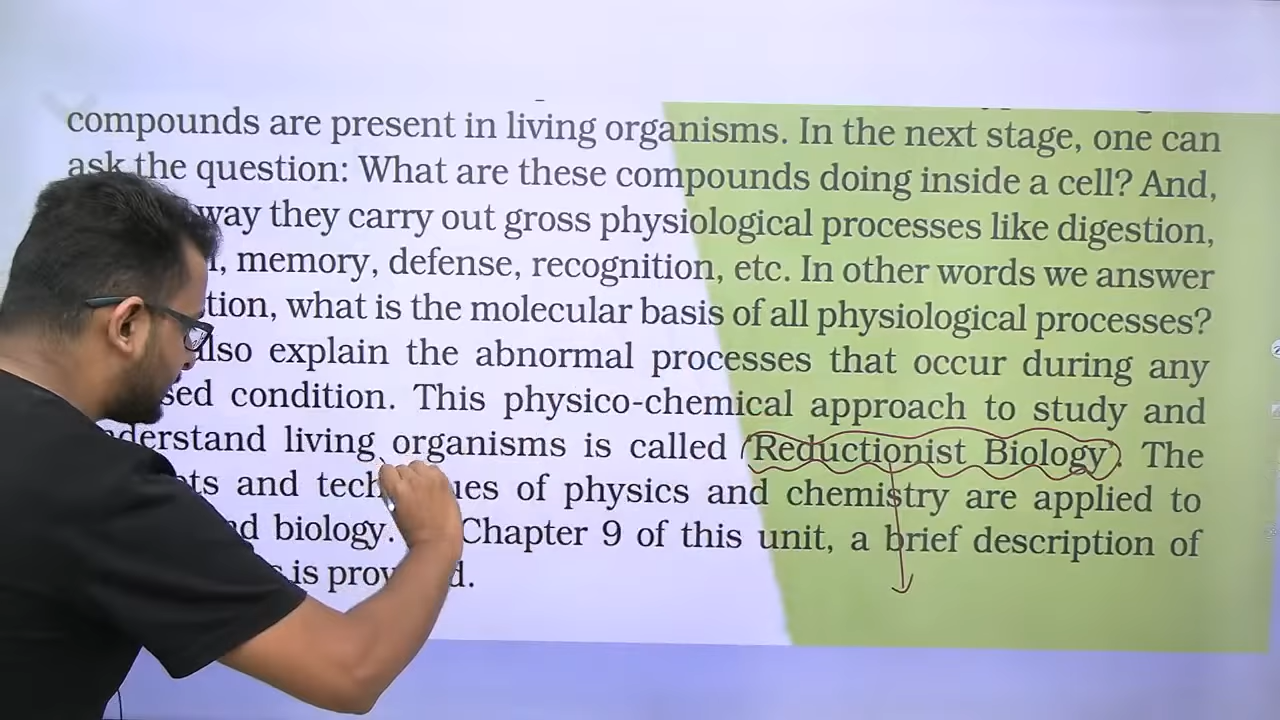 compounds are present in living organisms. In the next stage, one can
ask the question: What are these compounds doing inside a cell? And,
way they carry out gross physiological processes like digestion,
memory, defense, recognition, etc. In other words we answer
what is the molecular basis of all physiological processes?
also explain the abnormal processes that occur during any
condition. This physico-chemical approach to study and
understand living organisms is called Reductionist Biology. The
and techniques of physics and chemistry are applied to
biology. Chapter 9 of this unit, a brief description of
is provided.